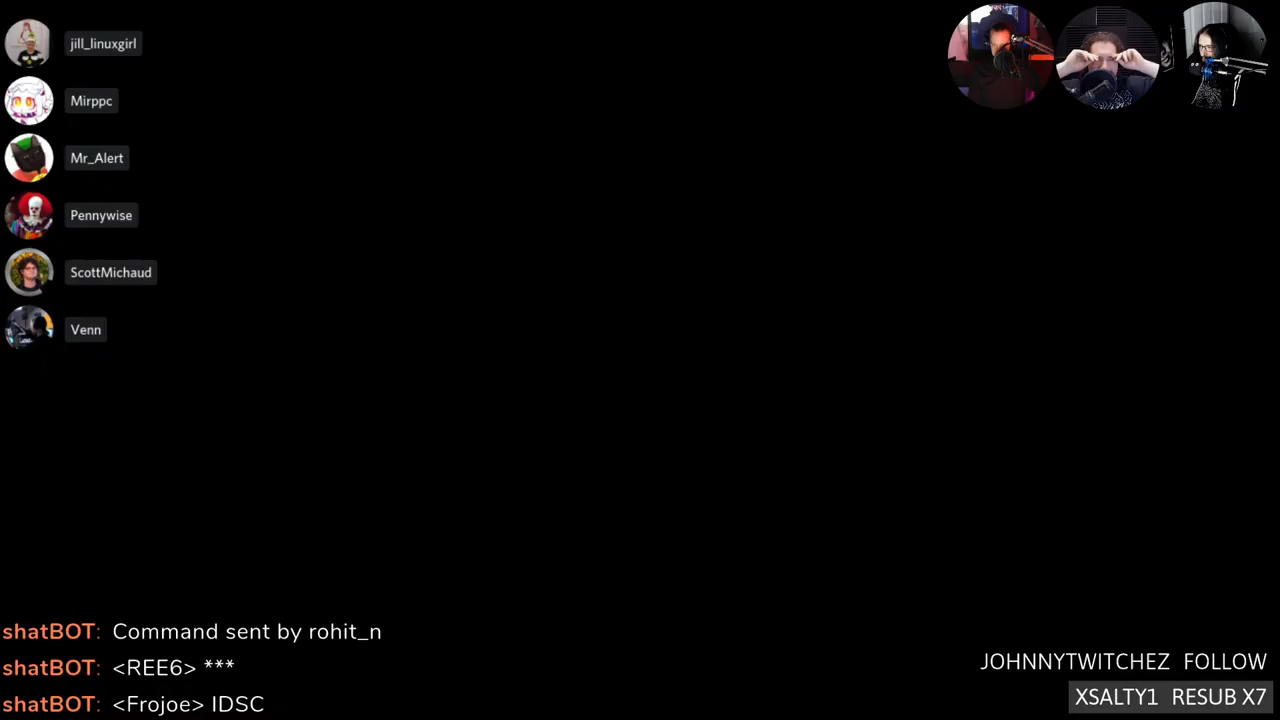 jill_linuxgirl
Mirppc
Mr_Alert
Pennywise
ScottMichaud
Venn
shatBOT: Command sent by rohit_n
shatBOT: <REE6> ***
shatBOT: <Frojoe> IDSC
JOHNNYTWITCHEZ FOLLOW
XSALTY1 RESUB X7